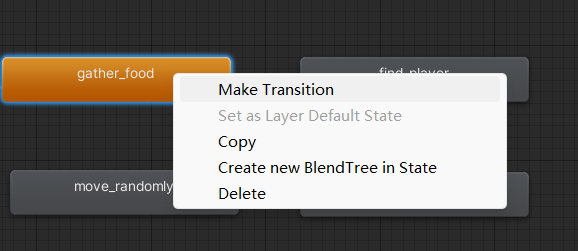 gather_food
find_player
Make Transition
Set as Layer Default State
Copy
Create new BlendTree in State
move_randomly
Delete